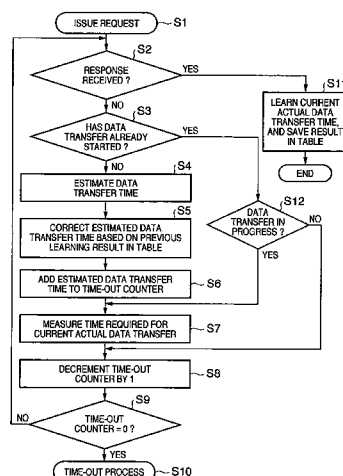 ISSUE REQUEST
S1
S2
RESPONSE
RECEIVED ?
YES
NO
S3
HAS DATA
TRANSFER ALREADY
STARTED ?
YES
NO
S11
LEARN CURRENT
ACTUAL DATA
TRANSFER TIME,
AND SAVE RESULT
IN TABLE
END
S4
ESTIMATE DATA
TRANSFER TIME
S5
CORRECT ESTIMATED DATA
TRANSFER TIME BASED ON PREVIOUS
LEARNING RESULT IN TABLE
S12
DATA
TRANSFER IN
PROGRESS ?
NO
YES
ADD ESTIMATED DATA TRANSFER
TIME TO TIME-OUT COUNTER
S6
MEASURE TIME REQUIRED FOR
CURRENT ACTUAL DATA TRANSFER
S7
DECREMENT TIME-OUT
COUNTER BY 1
S8
S9
NO
TIME-OUT
COUNTER = 0 ?
YES
TIME-OUT PROCESS
S10